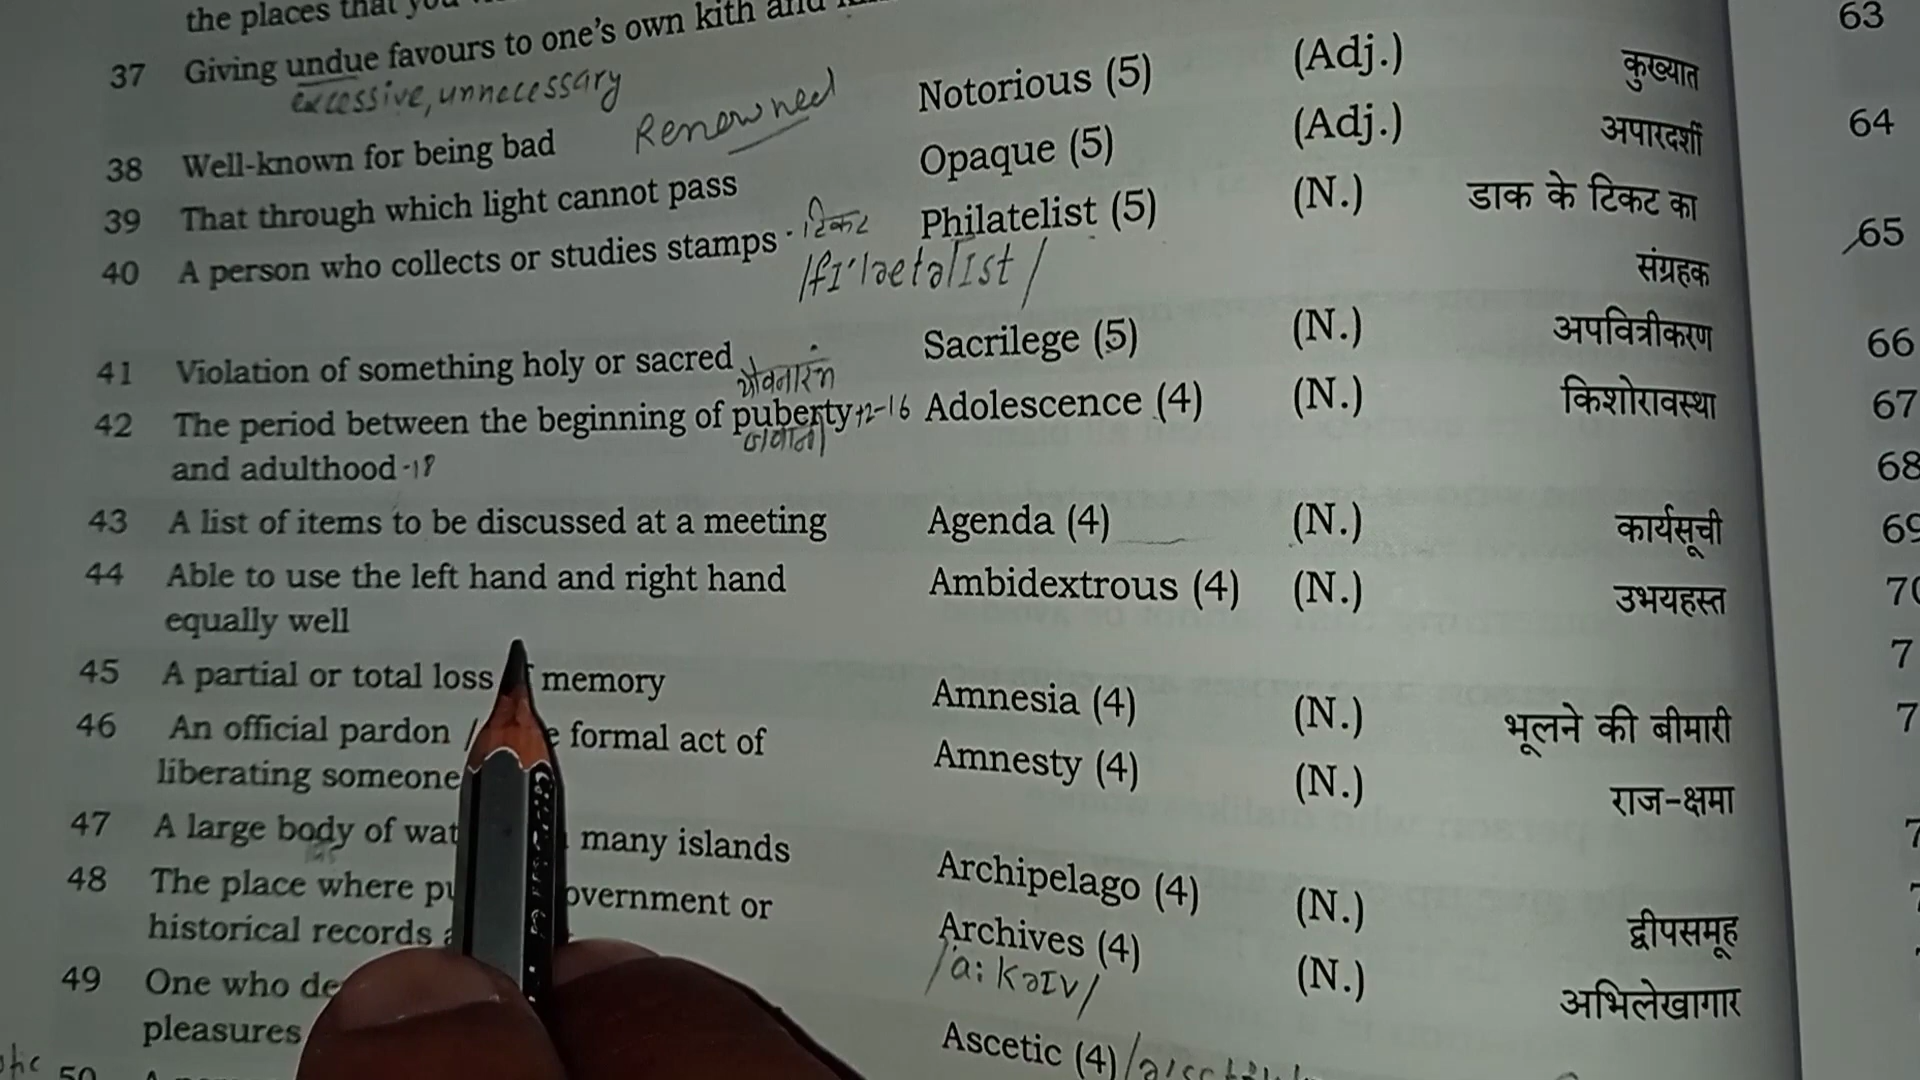 the places that you
37 Giving undue favours to one's own kith and
excessive, unnecessary
38 Well-known for being bad Renowned Notorious (5) (Adj.) कुख्यात
39 That through which light cannot pass Opaque (5) (Adj.) अपारदर्शी
40 A person who collects or studies stamps - टिकट Philatelist (5) (N.) डाक के टिकट का
/fɪ'lætəlɪst/ संग्रहक
41 Violation of something holy or sacred Sacrilege (5) (N.) अपवित्रीकरण
यौवनारंभ
42 The period between the beginning of puberty 12-16 Adolescence (4) (N.) किशोरावस्था
जवानी
and adulthood -18
43 A list of items to be discussed at a meeting Agenda (4) (N.) कार्यसूची
44 Able to use the left hand and right hand Ambidextrous (4) (N.) उभयहस्त
equally well
45 A partial or total loss memory Amnesia (4) (N.) भूलने की बीमारी
46 An official pardon / formal act of Amnesty (4) (N.) राज-क्षमा
liberating someone
47 A large body of many islands Archipelago (4) (N.) द्वीपसमूह
48 The place where or Archives (4) (N.) अभिलेखागार
historical records /a:kaɪv/
49 One who Ascetic (4)
pleasures
50
63
64
65
66
67
68